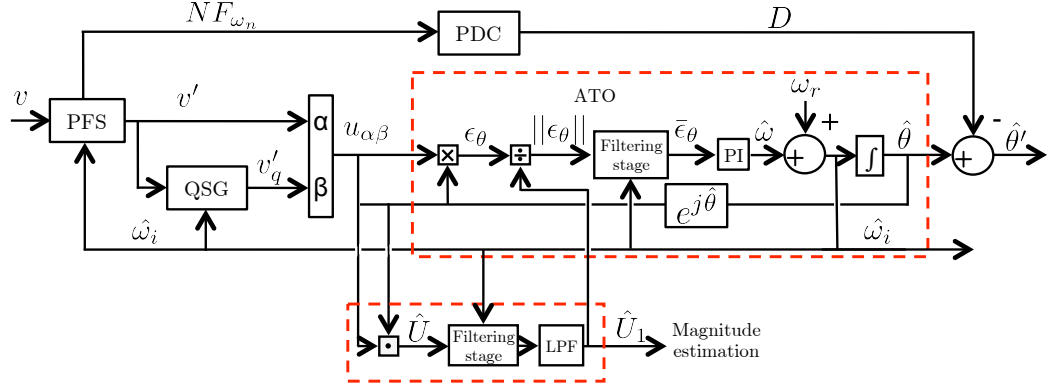 NF_{ω_n}
PDC
D
v
PFS
v′
α
β
QSG
v′_q
u_{αβ}
ATO
×
ϵ_θ
÷
||ϵ_θ||
Filtering
stage
ϵ̄_θ
PI
ω̂
ω_r
+
+
∫
θ̂
-
+
θ̂′
e^{jθ̂}
ω̂_i
ω̂_i
·
Û
Filtering
stage
LPF
Û_1
Magnitude
estimation